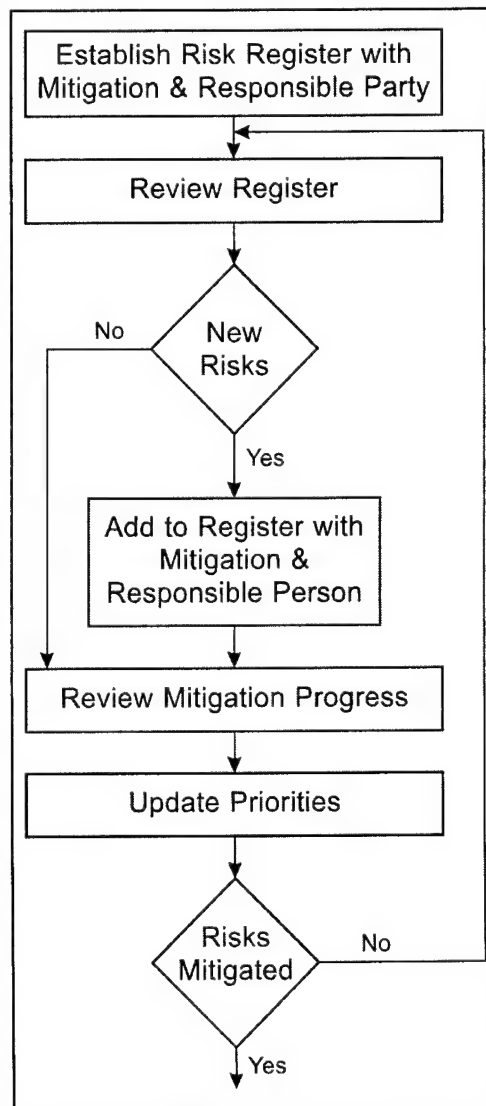 Establish Risk Register with
Mitigation & Responsible Party
Review Register
No
New
Risks
Yes
Add to Register with
Mitigation &
Responsible Person
Review Mitigation Progress
Update Priorities
Risks
Mitigated
No
Yes